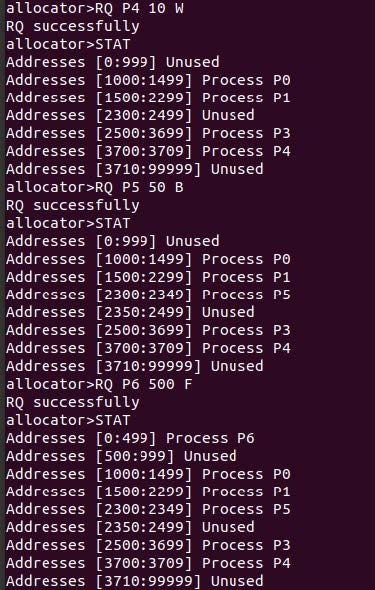 allocator>RQ P4 10 W
RQ successfully
allocator>STAT
Addresses [0:999] Unused
Addresses [1000:1499] Process P0
Addresses [1500:2299] Process P1
Addresses [2300:2499] Unused
Addresses [2500:3699] Process P3
Addresses [3700:3709] Process P4
Addresses [3710:99999] Unused
allocator>RQ P5 50 B
RQ successfully
allocator>STAT
Addresses [0:999] Unused
Addresses [1000:1499] Process P0
Addresses [1500:2299] Process P1
Addresses [2300:2349] Process P5
Addresses [2350:2499] Unused
Addresses [2500:3699] Process P3
Addresses [3700:3709] Process P4
Addresses [3710:99999] Unused
allocator>RQ P6 500 F
RQ successfully
allocator>STAT
Addresses [0:499] Process P6
Addresses [500:999] Unused
Addresses [1000:1499] Process P0
Addresses [1500:2299] Process P1
Addresses [2300:2349] Process P5
Addresses [2350:2499] Unused
Addresses [2500:3699] Process P3
Addresses [3700:3709] Process P4
Addresses [3710:99999] Unused